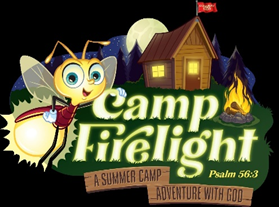 Camp
Firelight
Psalm 56:3
A SUMMER CAMP
ADVENTURE WITH GOD